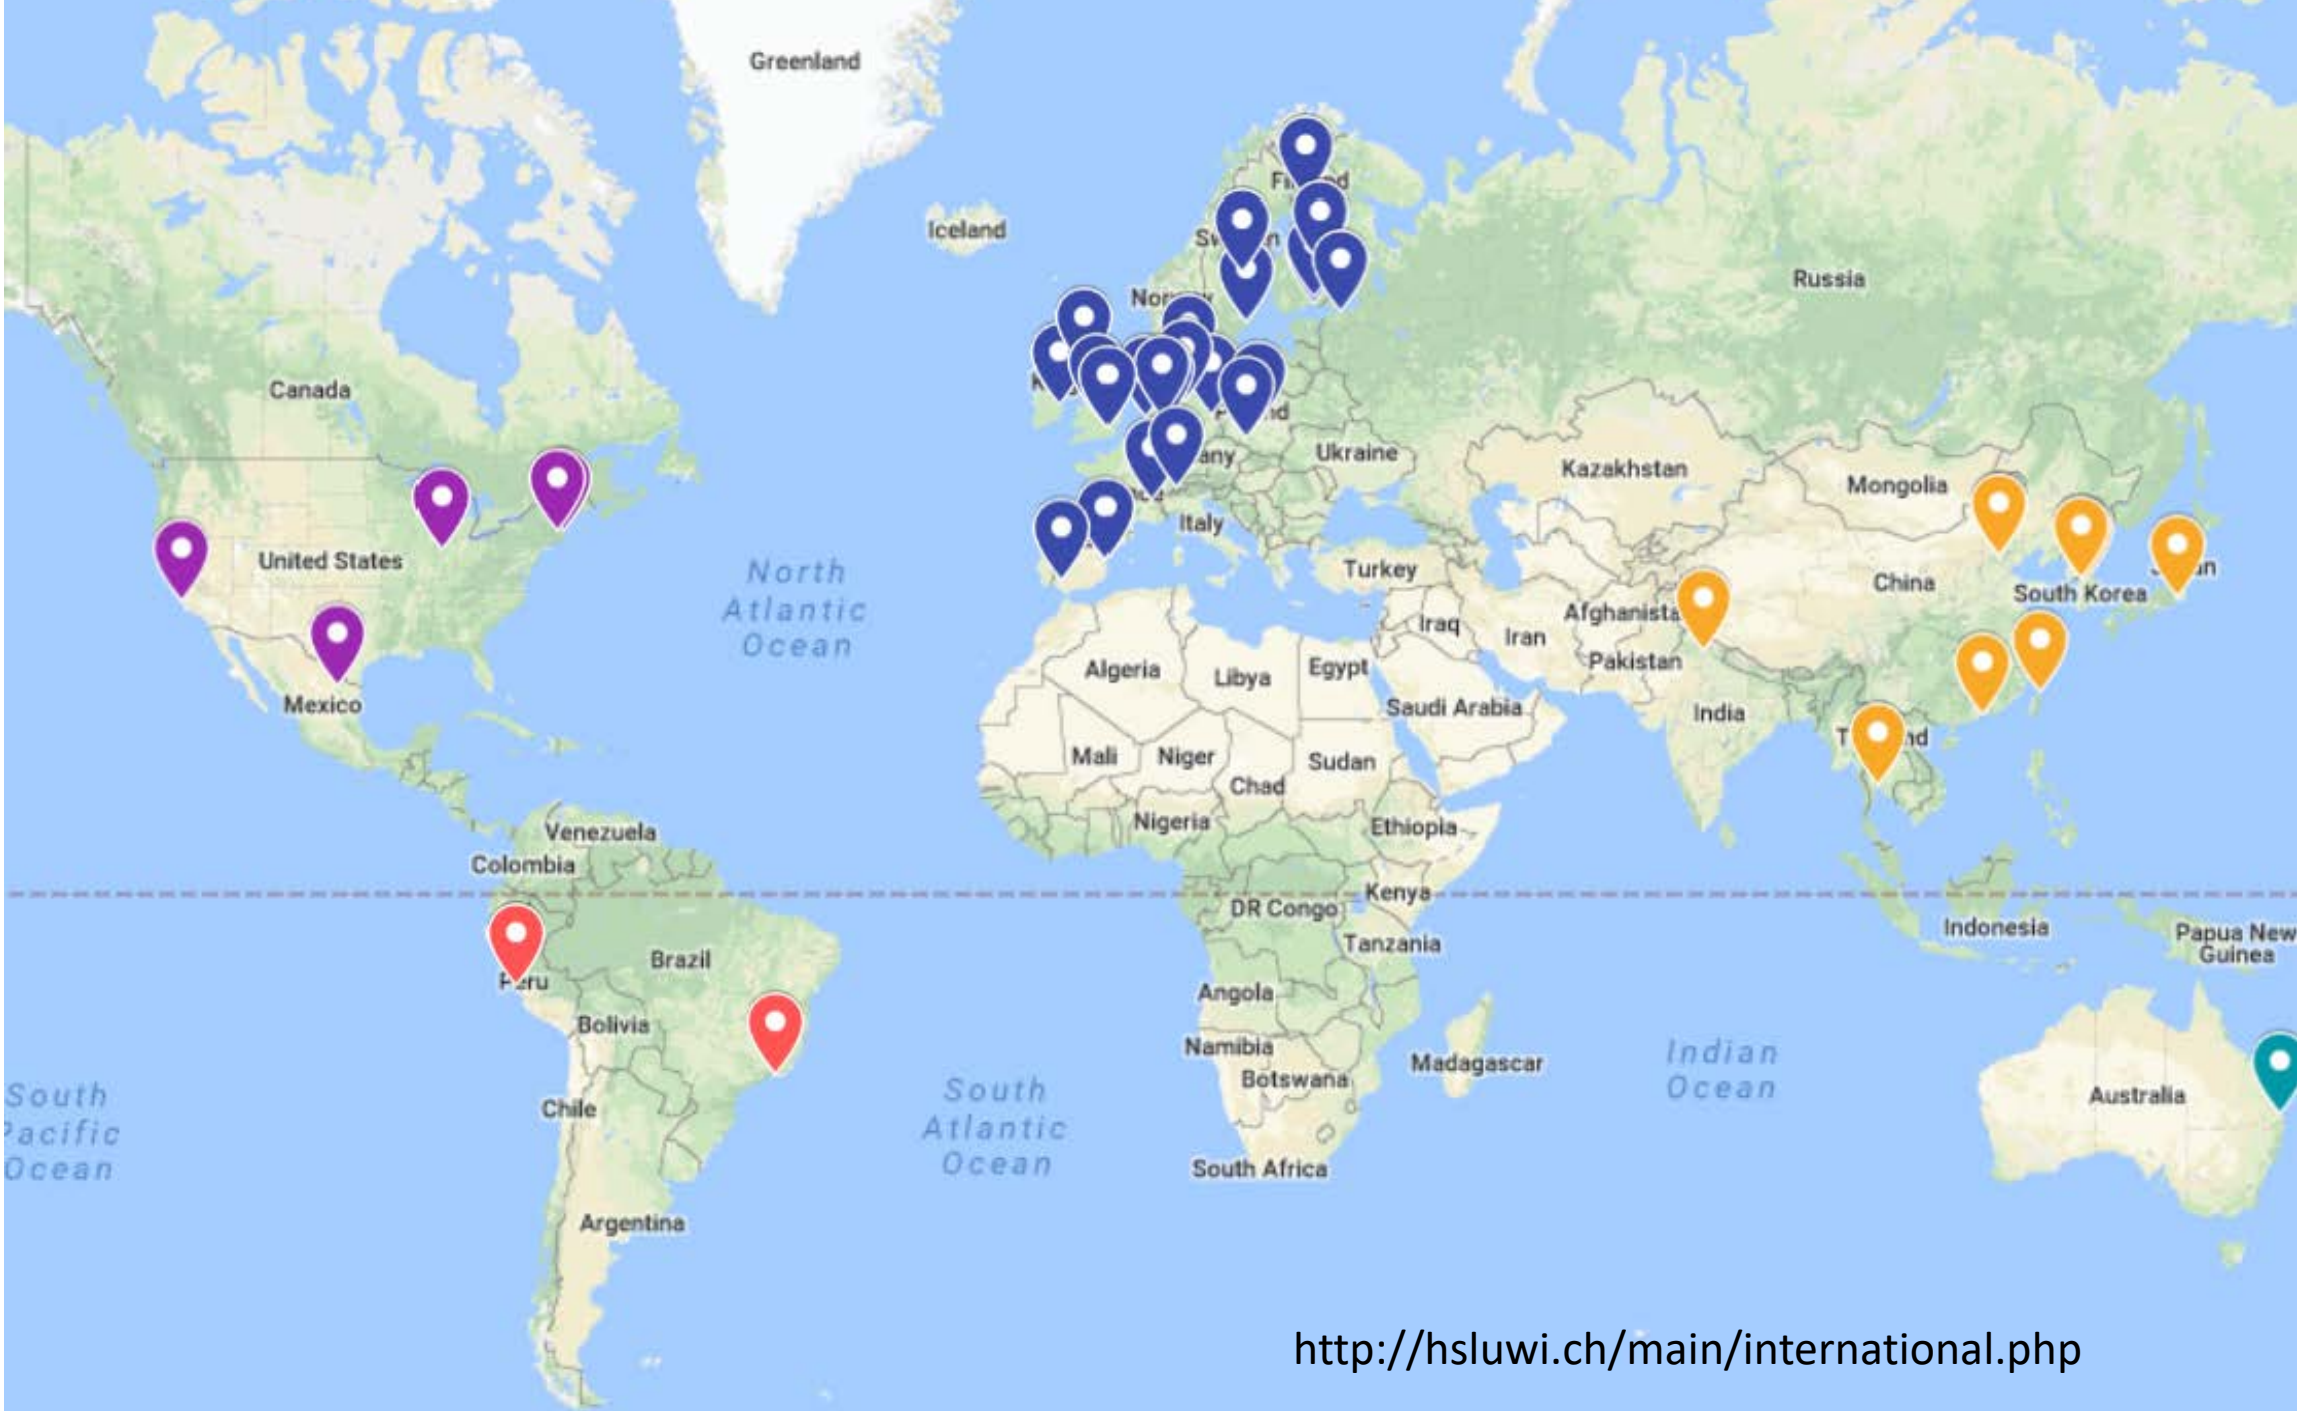 Greenland
Iceland
Russia
Canada
Ukraine
Kazakhstan
Mongolia
Italy
United States
North
Atlantic
Ocean
Turkey
China
South Korea
Iraq
Iran
Pakistan
Mexico
Algeria
Libya
Egypt
Saudi Arabia
India
Mali
Niger
Chad
Sudan
Nigeria
Ethiopia
Venezuela
Colombia
Kenya
DR Congo
Tanzania
Brazil
Indonesia
Papua New
Guinea
Angola
Bolivia
Namibia
Botswana
Madagascar
Indian
Ocean
Australia
Chile
South
Pacific
Ocean
South
Atlantic
Ocean
South Africa
Argentina
http://hsluwi.ch/main/international.php